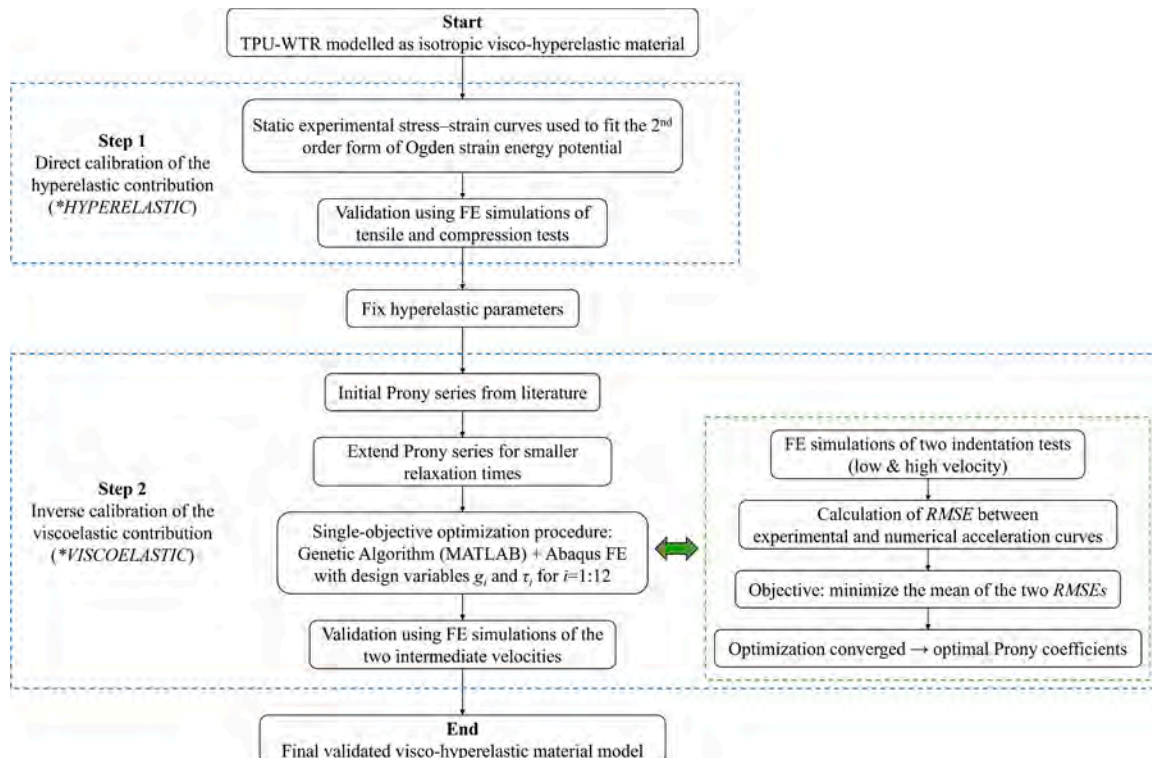 Start
TPU-WTR modelled as isotropic visco-hyperelastic material
Step 1
Direct calibration of the
hyperelastic contribution
(*HYPERELASTIC)
Static experimental stress–strain curves used to fit the 2nd
order form of Ogden strain energy potential
Validation using FE simulations of
tensile and compression tests
Fix hyperelastic parameters
Step 2
Inverse calibration of the
viscoelastic contribution
(*VISCOELASTIC)
Initial Prony series from literature
Extend Prony series for smaller
relaxation times
Single-objective optimization procedure:
Genetic Algorithm (MATLAB) + Abaqus FE
with design variables gi and τi for i=1:12
Validation using FE simulations of the
two intermediate velocities
FE simulations of two indentation tests
(low & high velocity)
Calculation of RMSE between
experimental and numerical acceleration curves
Objective: minimize the mean of the two RMSEs
Optimization converged → optimal Prony coefficients
End
Final validated visco-hyperelastic material model